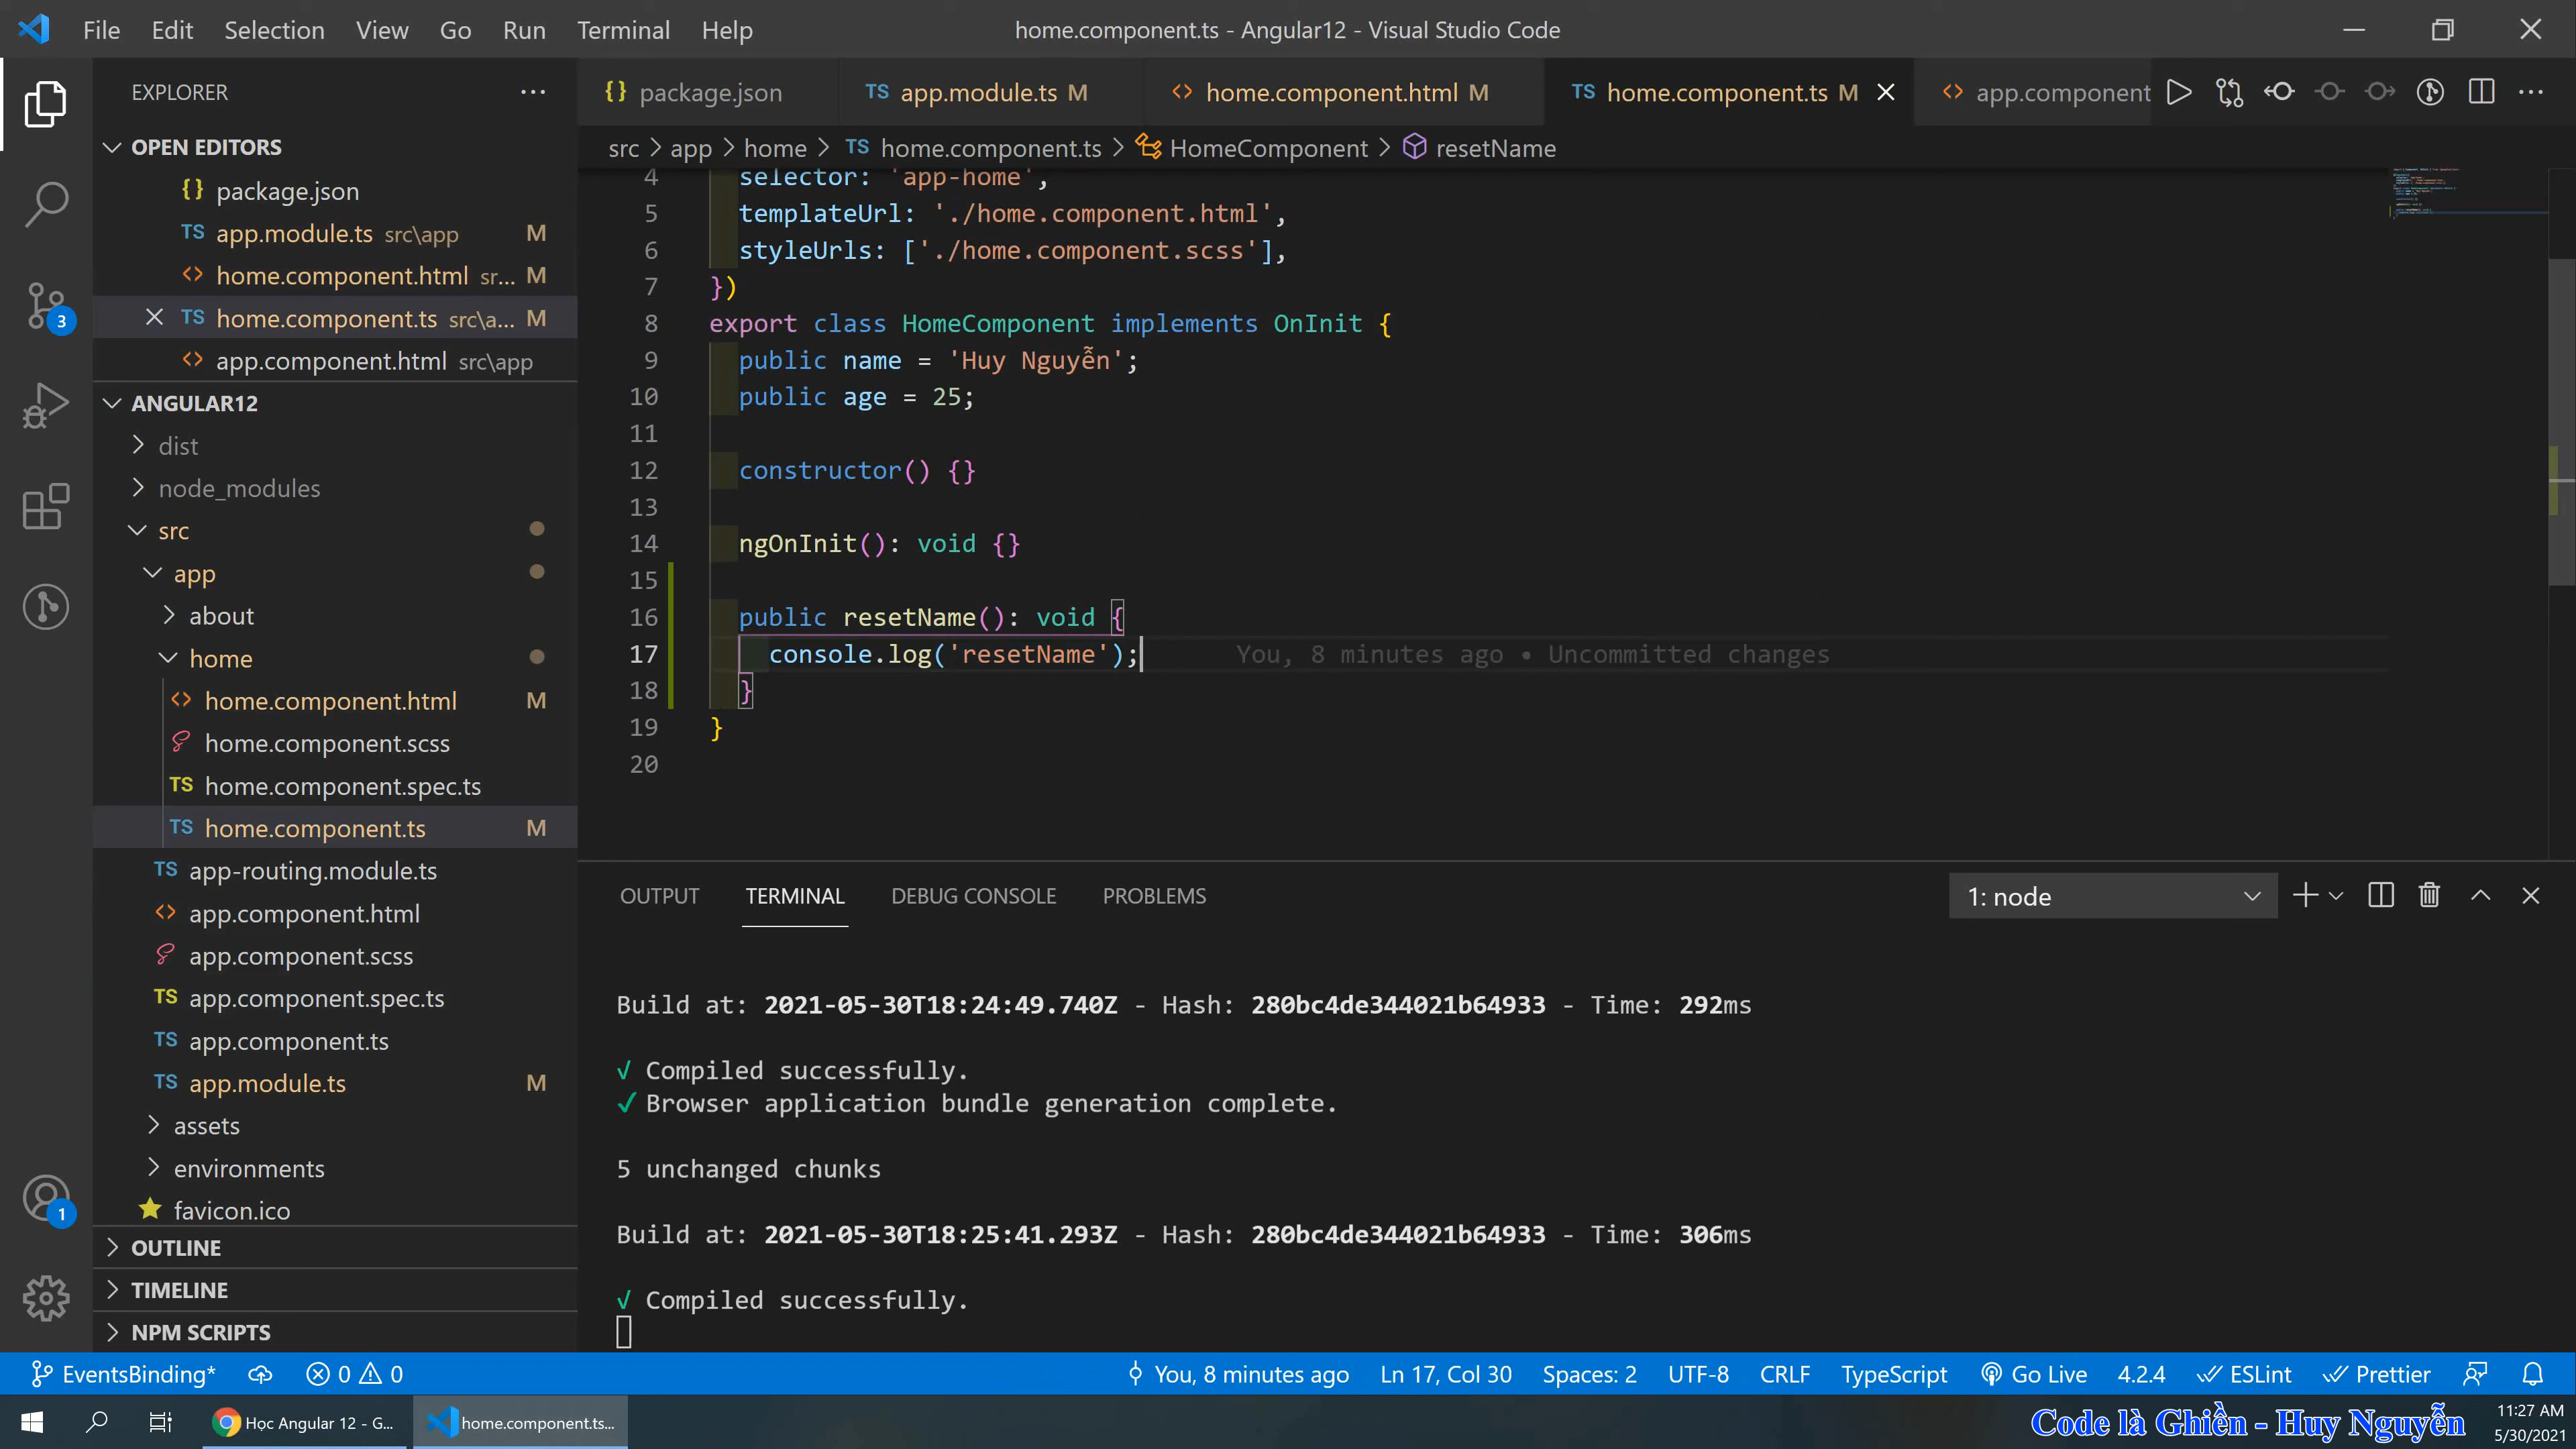 File Edit Selection View Go Run Terminal Help
home.component.ts - Angular12 - Visual Studio Code
EXPLORER
OPEN EDITORS
{} package.json
TS app.module.ts src\app M
<> home.component.html sr... M
TS home.component.ts src\a... M
<> app.component.html src\app
ANGULAR12
dist
node_modules
src
app
about
home
<> home.component.html M
home.component.scss
TS home.component.spec.ts
TS home.component.ts M
TS app-routing.module.ts
<> app.component.html
app.component.scss
TS app.component.spec.ts
TS app.component.ts
TS app.module.ts M
assets
environments
favicon.ico
OUTLINE
TIMELINE
NPM SCRIPTS
3
1
{} package.json
TS app.module.ts M
<> home.component.html M
TS home.component.ts M
<> app.component
src > app > home > TS home.component.ts > HomeComponent > resetName
4 selector: 'app-home',
5 templateUrl: './home.component.html',
6 styleUrls: ['./home.component.scss'],
7 })
8 export class HomeComponent implements OnInit {
9 public name = 'Huy Nguyễn';
10 public age = 25;
11
12 constructor() {}
13
14 ngOnInit(): void {}
15
16 public resetName(): void {
17 console.log('resetName'); You, 8 minutes ago • Uncommitted changes
18 }
19 }
20
OUTPUT TERMINAL DEBUG CONSOLE PROBLEMS
1: node
Build at: 2021-05-30T18:24:49.740Z - Hash: 280bc4de344021b64933 - Time: 292ms
√ Compiled successfully.
✓ Browser application bundle generation complete.
5 unchanged chunks
Build at: 2021-05-30T18:25:41.293Z - Hash: 280bc4de344021b64933 - Time: 306ms
√ Compiled successfully.
EventsBinding* 0 0 You, 8 minutes ago Ln 17, Col 30 Spaces: 2 UTF-8 CRLF TypeScript Go Live 4.2.4 ESLint Prettier
Học Angular 12 - G...
home.component.ts...
Code là Ghiền - Huy Nguyễn
11:27 AM
5/30/2021